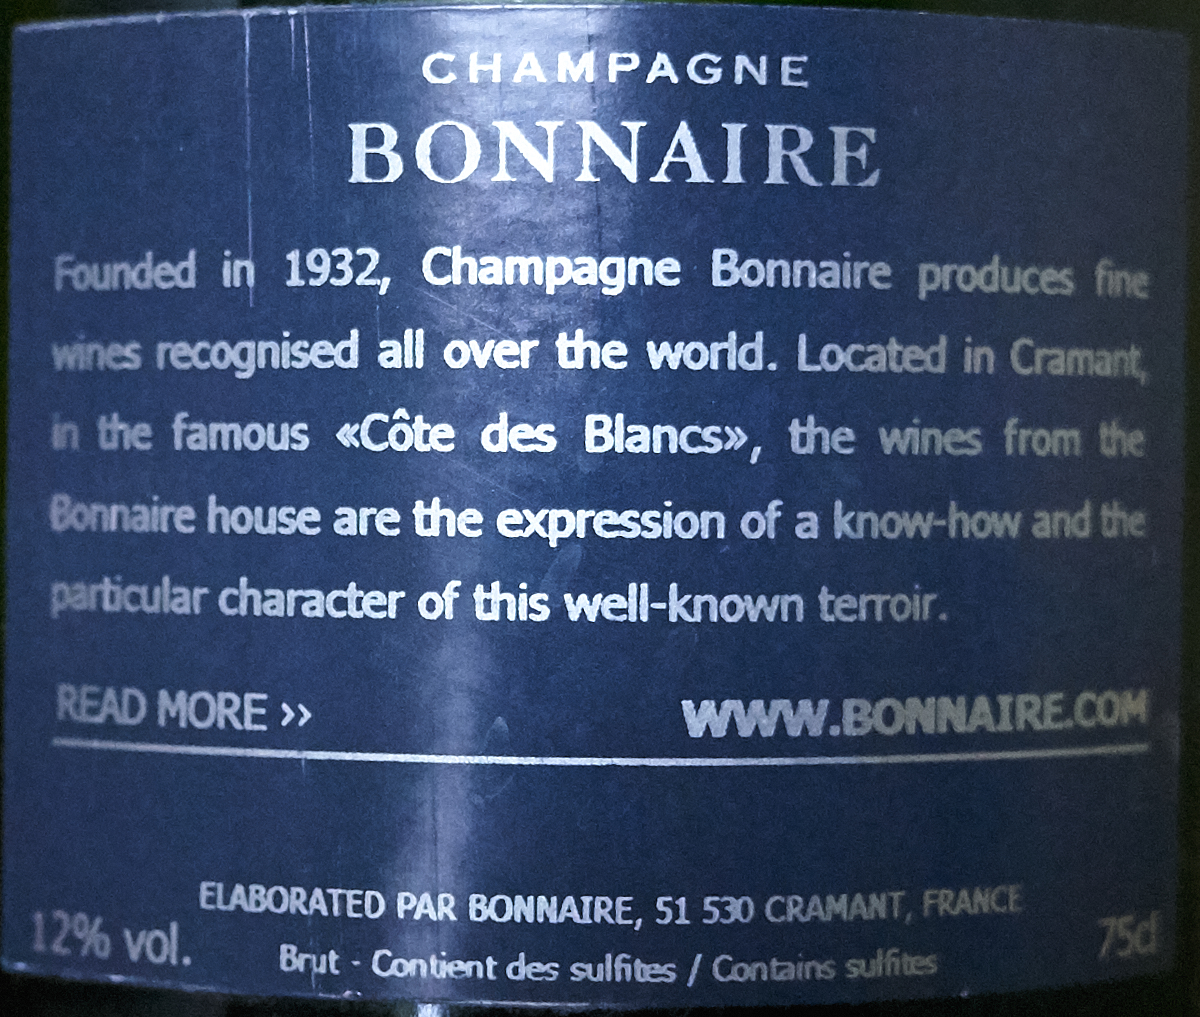 CHAMPAGNE
BONNAIRE
Founded in 1932, Champagne Bonnaire produces fine
wines recognised all over the world. Located in Cramant,
in the famous «Côte des Blancs», the wines from the
Bonnaire house are the expression of a know-how and the
particular character of this well-known terroir.
READ MORE >> WWW.BONNAIRE.COM
ELABORATED PAR BONNAIRE, 51 530 CRAMANT, FRANCE
12% vol. Brut - Contient des sulfites / Contains sulfites 75cl